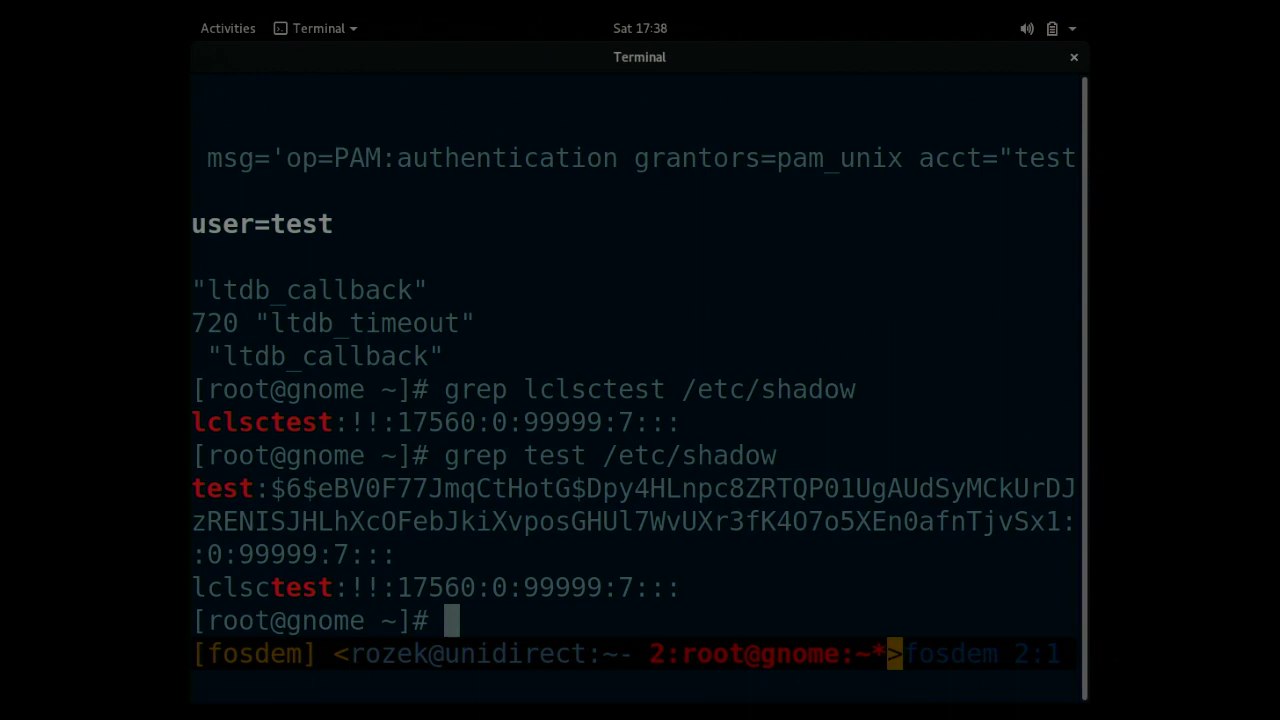 Activities Terminal Sat 17:38
Terminal ×
msg='op=PAM:authentication grantors=pam_unix acct="test
user=test
"ltdb_callback"
720 "ltdb_timeout"
"ltdb_callback"
[root@gnome ~]# grep lclsctest /etc/shadow
lclsctest:!!:17560:0:99999:7:::
[root@gnome ~]# grep test /etc/shadow
test:$6$eBV0F77JmqCtHotG$Dpy4HLnpc8ZRTQP01UgAUdSyMCkUrDJ
zRENISJHLhXcOFebJkiXvposGHUl7WvUXr3fK4O7o5XEn0afnTjvSx1:
:0:99999:7:::
lclsctest:!!:17560:0:99999:7:::
[root@gnome ~]#
[fosdem] <rozek@unidirect:~- 2:root@gnome:~*>fosdem 2:1